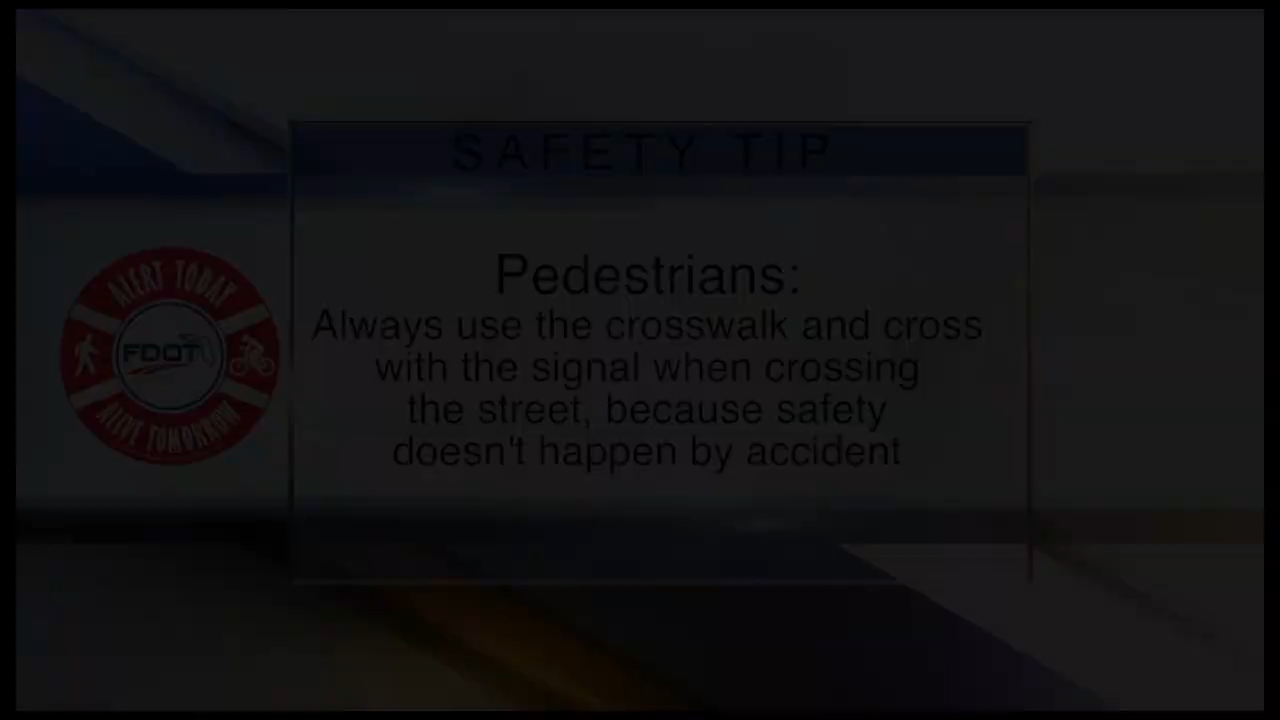 SAFETY TIP
ALERT TODAY
FDOT
ALIVE TOMORROW
Pedestrians:
Always use the crosswalk and cross
with the signal when crossing
the street, because safety
doesn't happen by accident